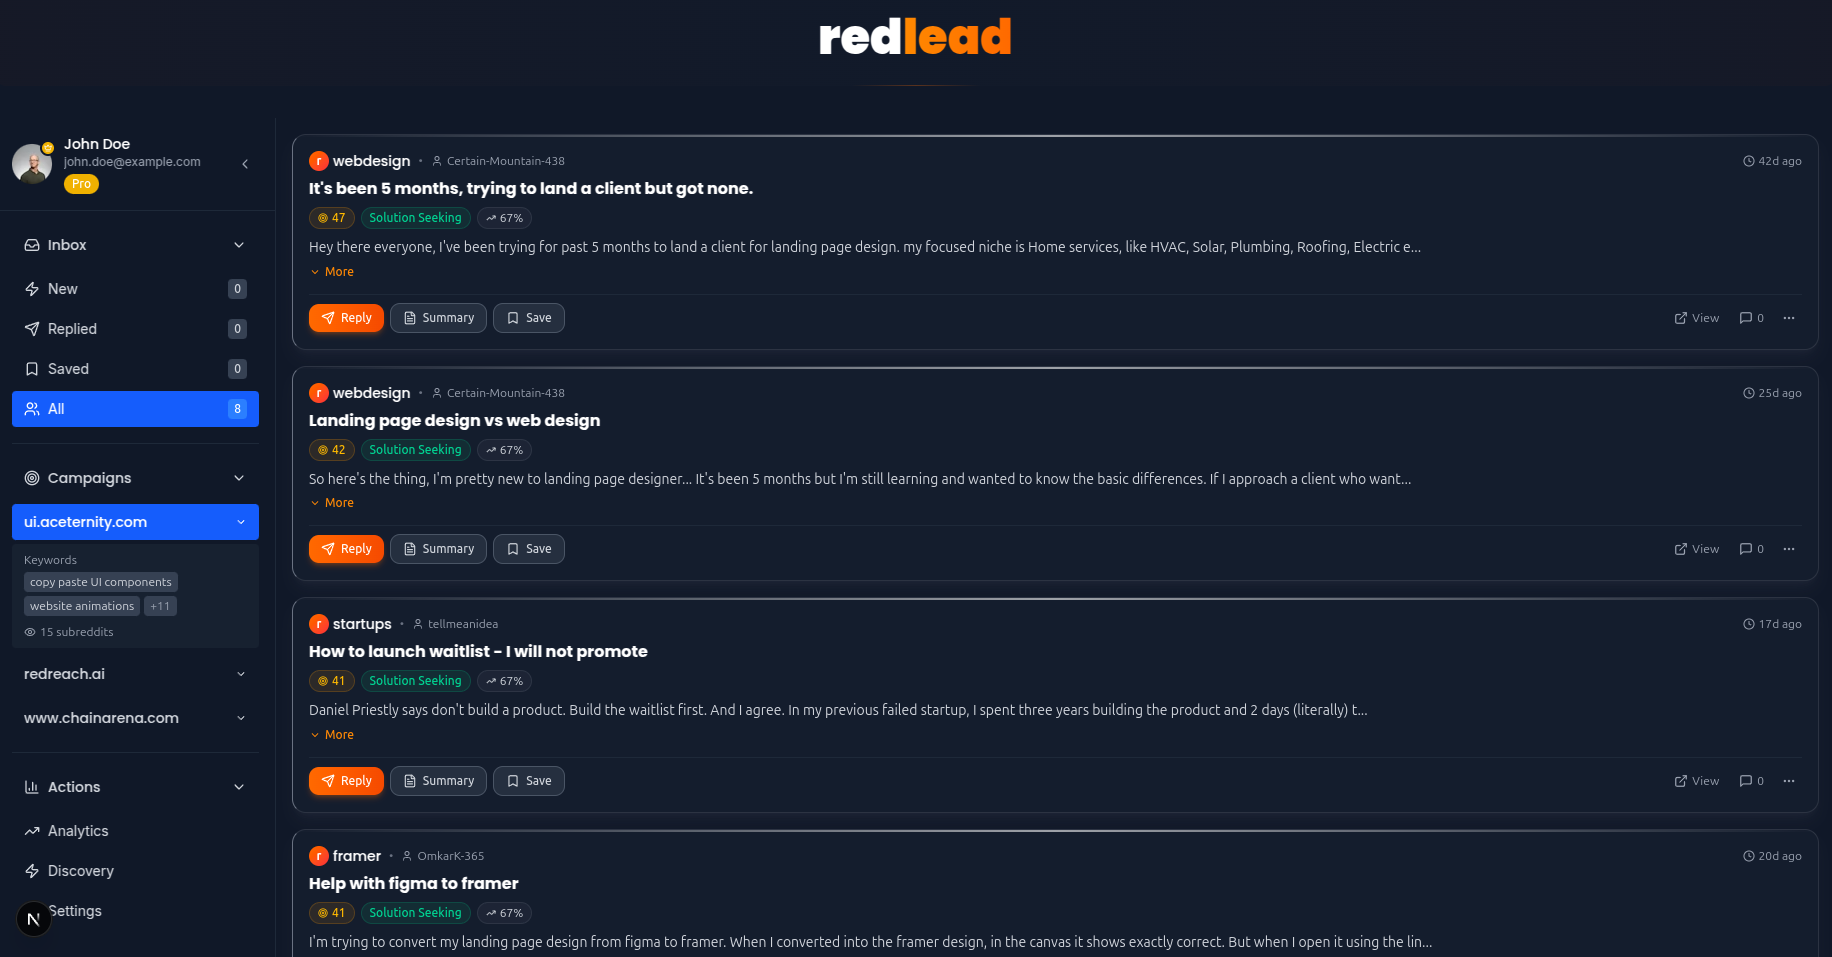 redlead
John Doe
john.doe@example.com
Pro
Inbox
New 0
Replied 0
Saved 0
All 8
Campaigns
ui.aceternity.com
Keywords
copy paste UI components
website animations +11
15 subreddits
redreach.ai
www.chainarena.com
Actions
Analytics
Discovery
N Settings
r webdesign • Certain-Mountain-438 42d ago
It's been 5 months, trying to land a client but got none.
47 Solution Seeking 67%
Hey there everyone, I've been trying for past 5 months to land a client for landing page design. my focused niche is Home services, like HVAC, Solar, Plumbing, Roofing, Electric e...
More
Reply Summary Save View 0 ...
r webdesign • Certain-Mountain-438 25d ago
Landing page design vs web design
42 Solution Seeking 67%
So here's the thing, I'm pretty new to landing page designer... It's been 5 months but I'm still learning and wanted to know the basic differences. If I approach a client who want...
More
Reply Summary Save View 0 ...
r startups • tellmeanidea 17d ago
How to launch waitlist - I will not promote
41 Solution Seeking 67%
Daniel Priestly says don't build a product. Build the waitlist first. And I agree. In my previous failed startup, I spent three years building the product and 2 days (literally) t...
More
Reply Summary Save View 0 ...
r framer • OmkarK-365 20d ago
Help with figma to framer
41 Solution Seeking 67%
I'm trying to convert my landing page design from figma to framer. When I converted into the framer design, in the canvas it shows exactly correct. But when I open it using the lin...